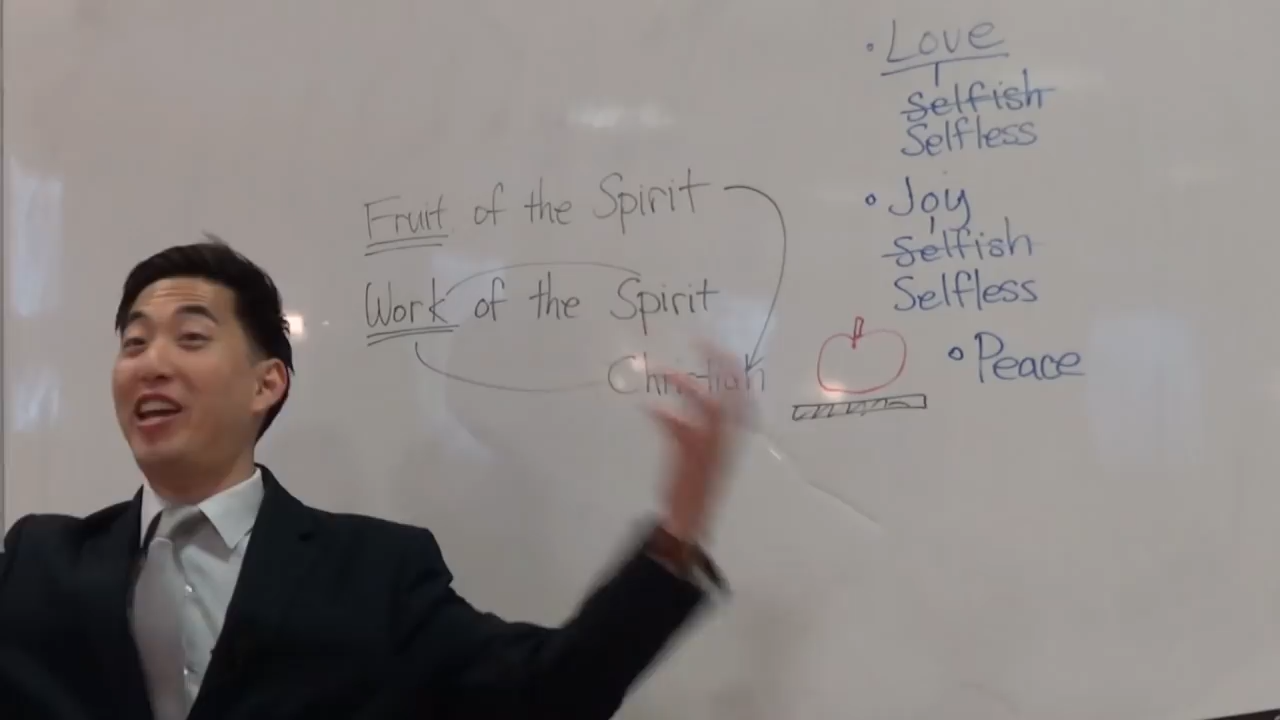 Fruit of the Spirit
Work of the Spirit
Christian
• Love
Selfish
Selfless
• Joy
Selfish
Selfless
• Peace